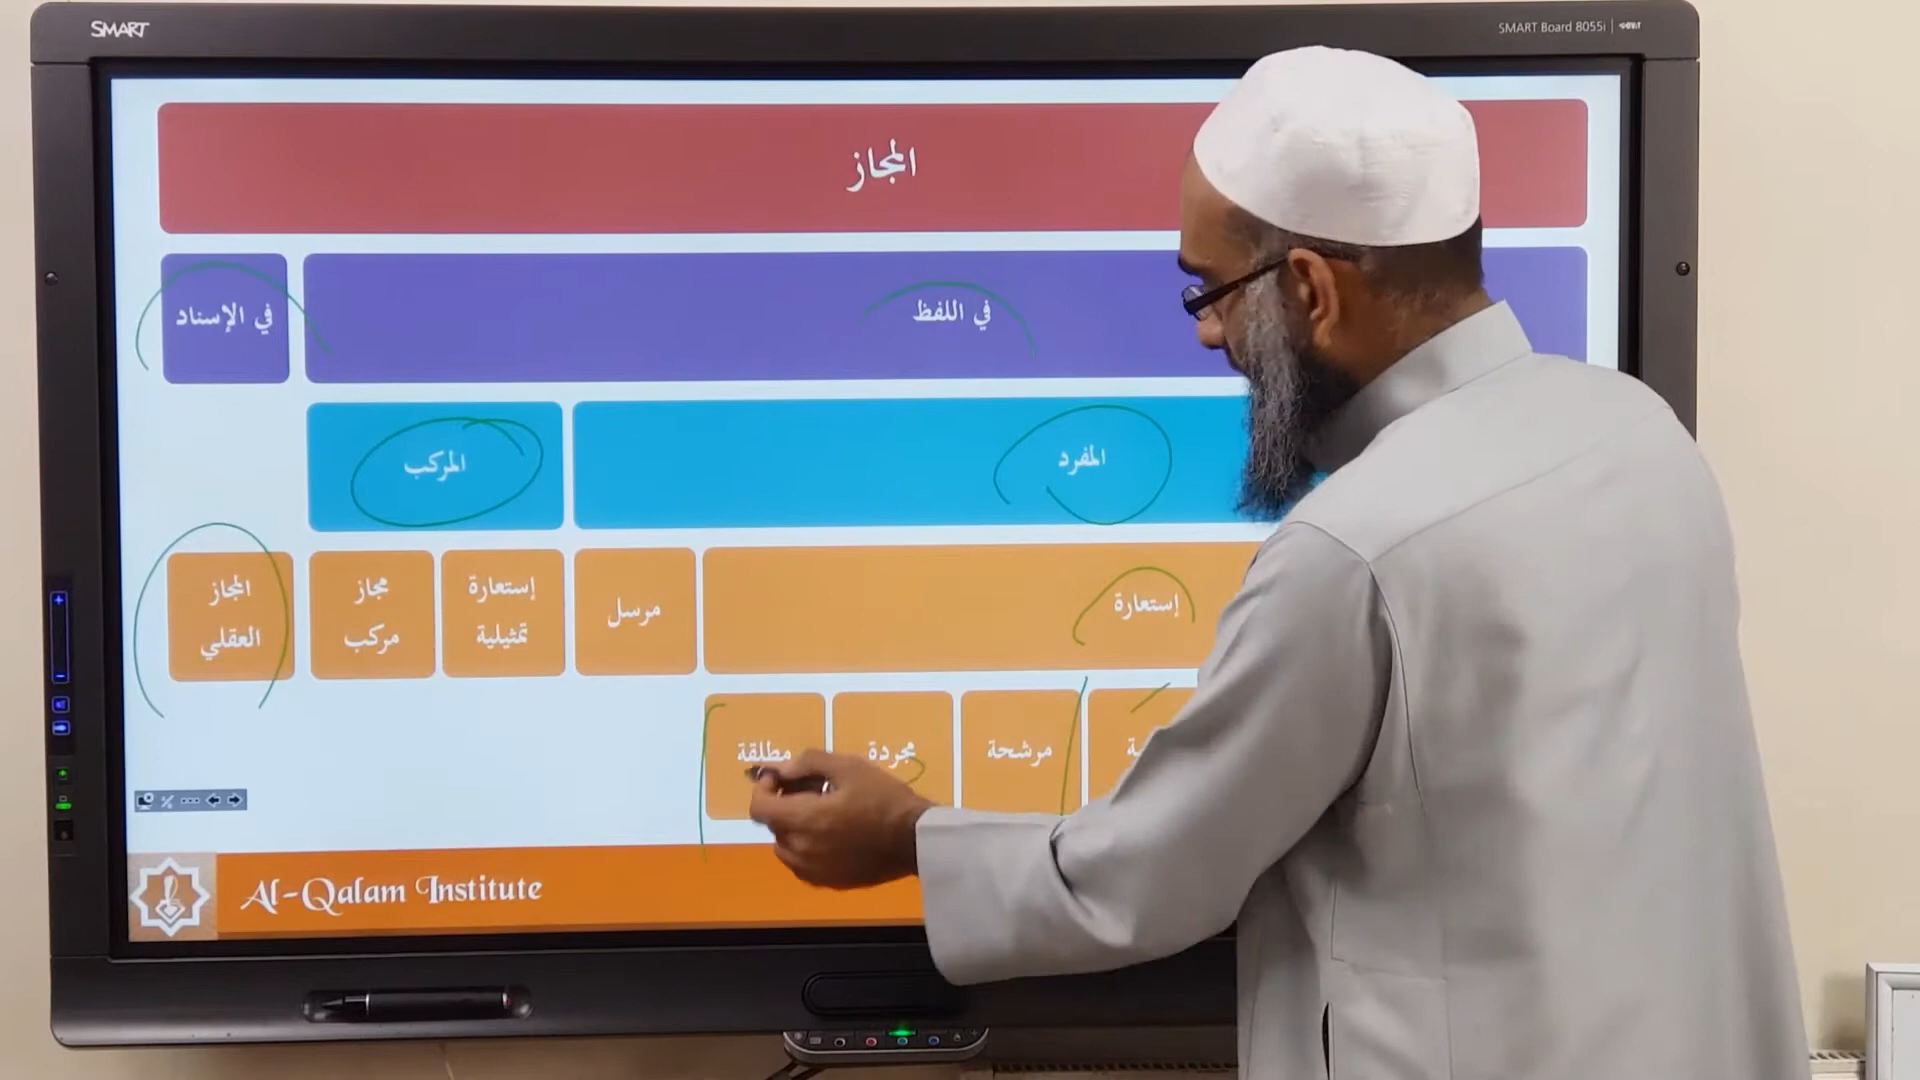 SMART
SMART Board 8055i
المجاز
في اللفظ
في الإسناد
المفرد
المركب
إستعارة
مرسل
إستعارة
تمثيلية
مجاز
مركب
المجاز
العقلي
مرشحة
مجردة
مطلقة
Al-Qalam Institute